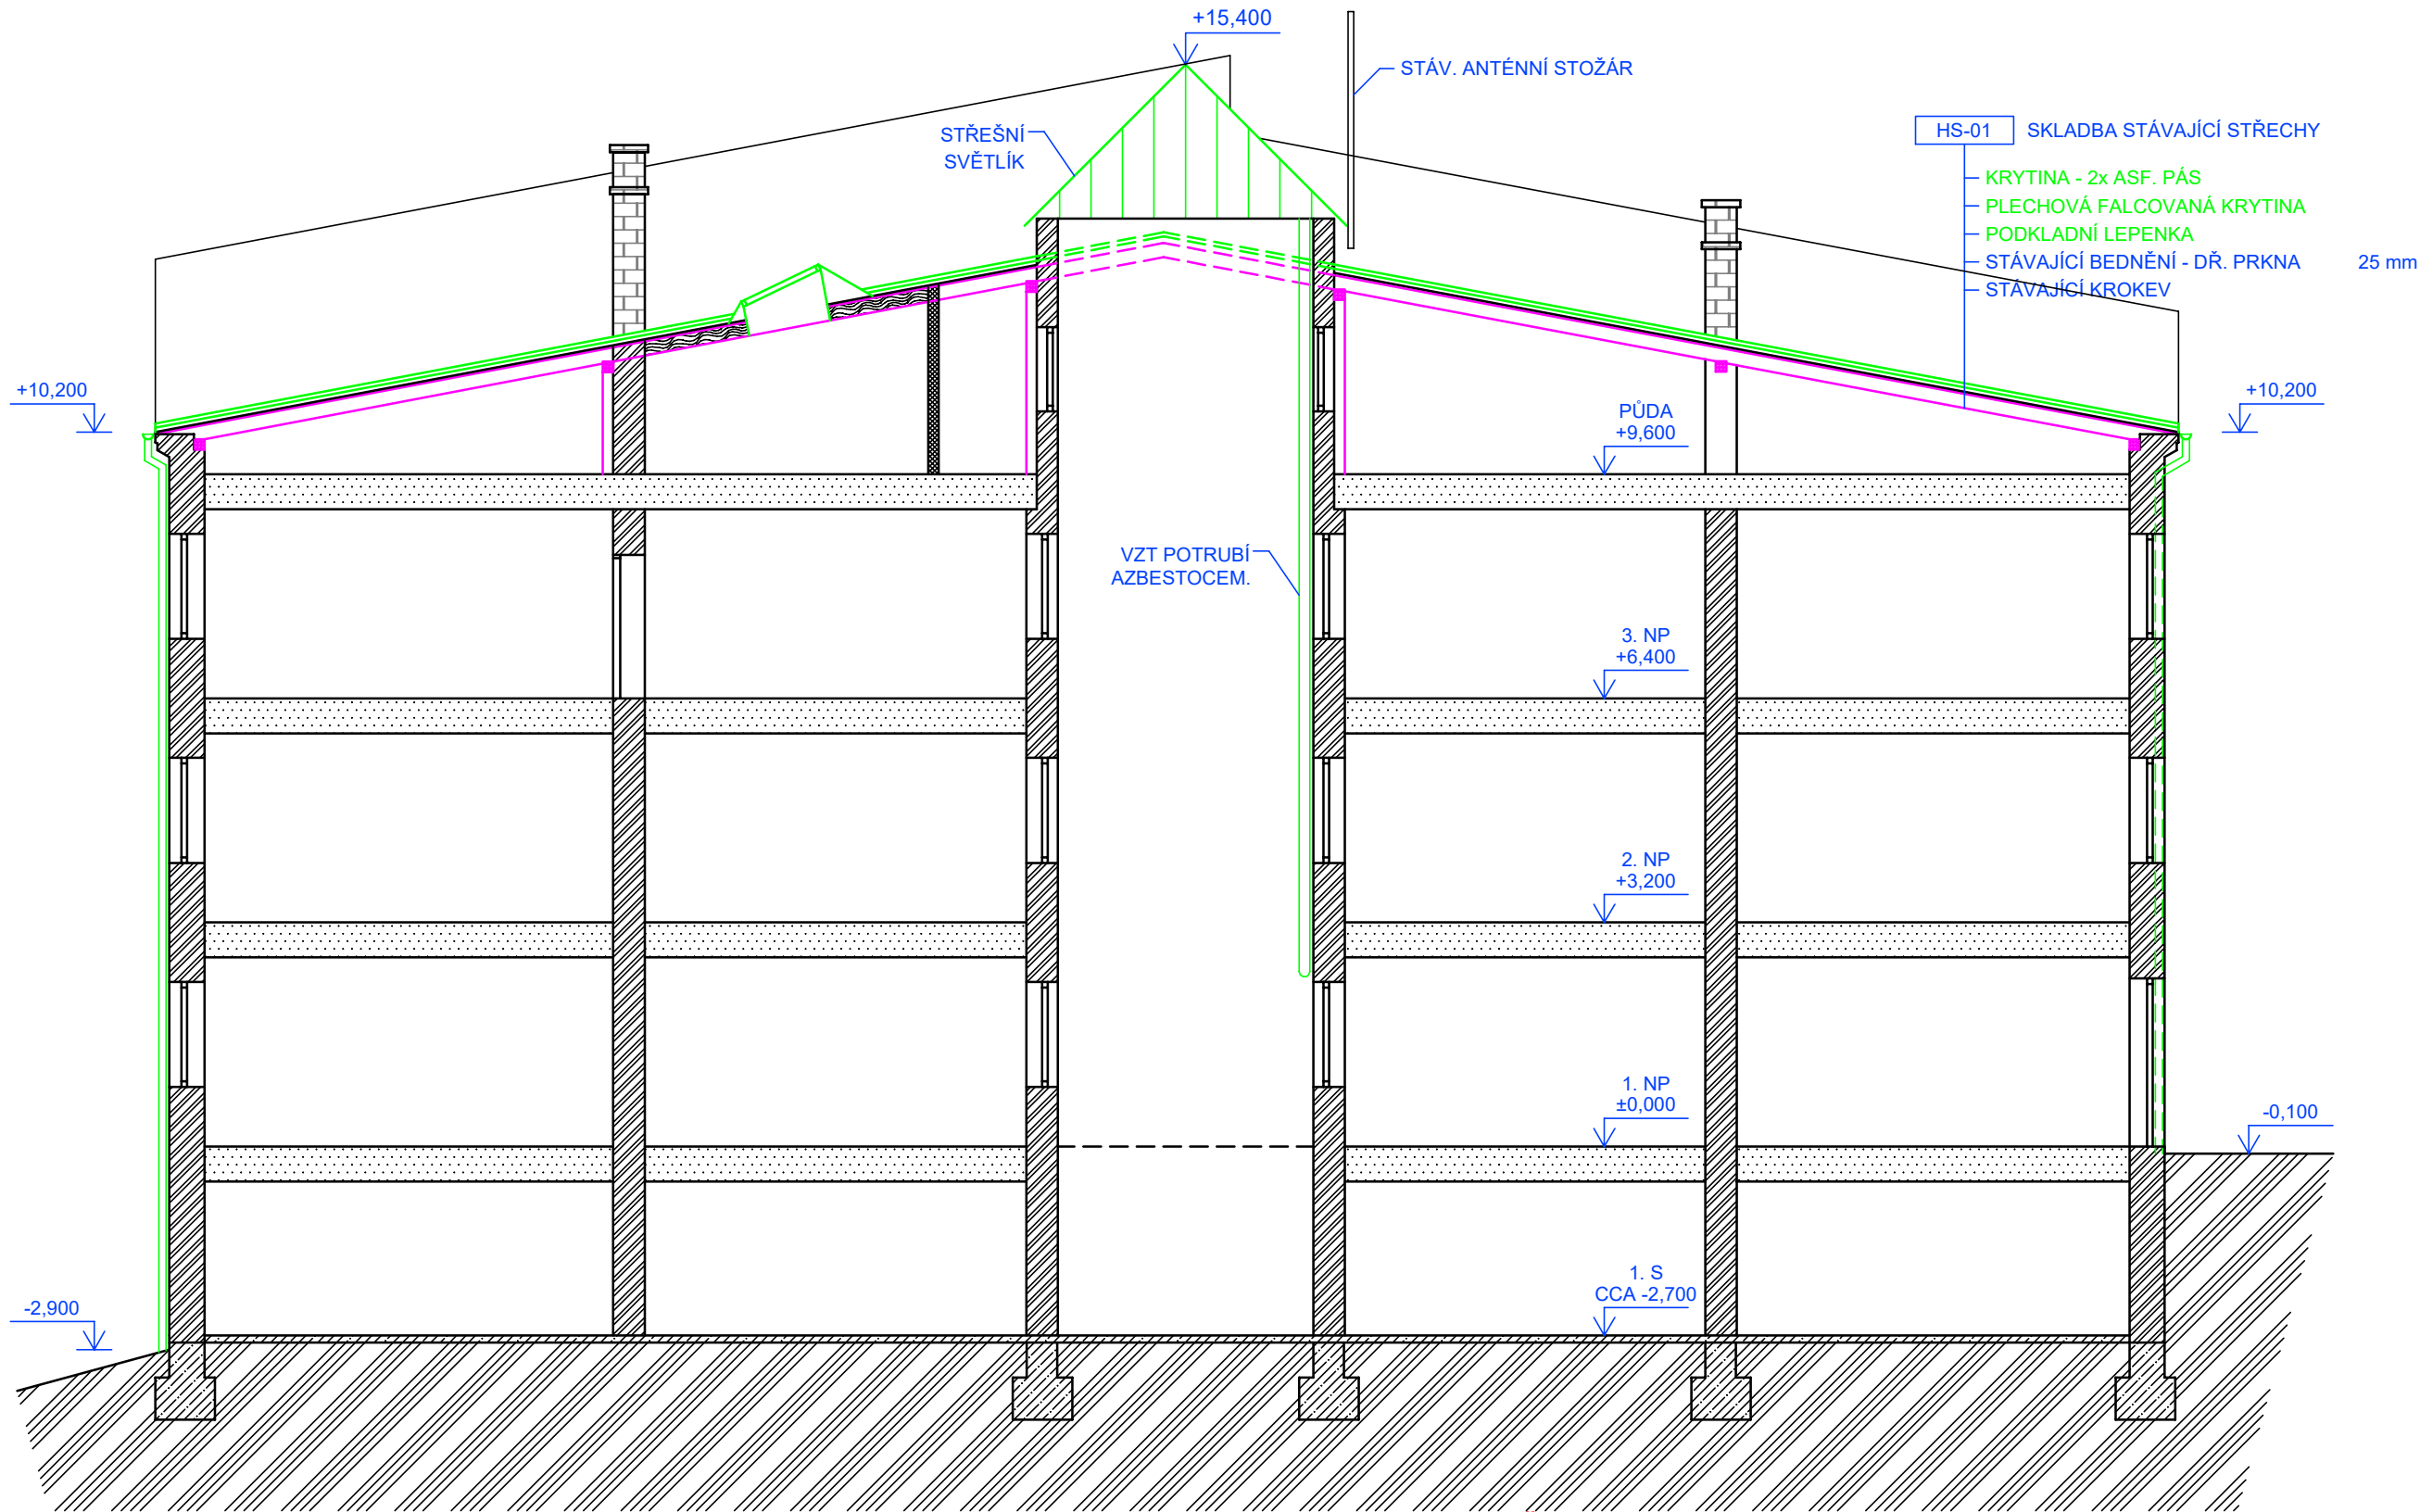 +15,400
STÁV. ANTÉNNÍ STOŽÁR
STŘEŠNÍ
SVĚTLÍK
HS-01 SKLADBA STÁVAJÍCÍ STŘECHY
KRYTINA - 2x ASF. PÁS
PLECHOVÁ FALCOVANÁ KRYTINA
PODKLADNÍ LEPENKA
STÁVAJÍCÍ BEDNĚNÍ - DŘ. PRKNA 25 mm
STÁVAJÍCÍ KROKEV
+10,200
+10,200
PŮDA
+9,600
VZT POTRUBÍ
AZBESTOCEM.
3. NP
+6,400
2. NP
+3,200
1. NP
±0,000
-0,100
1. S
CCA -2,700
-2,900